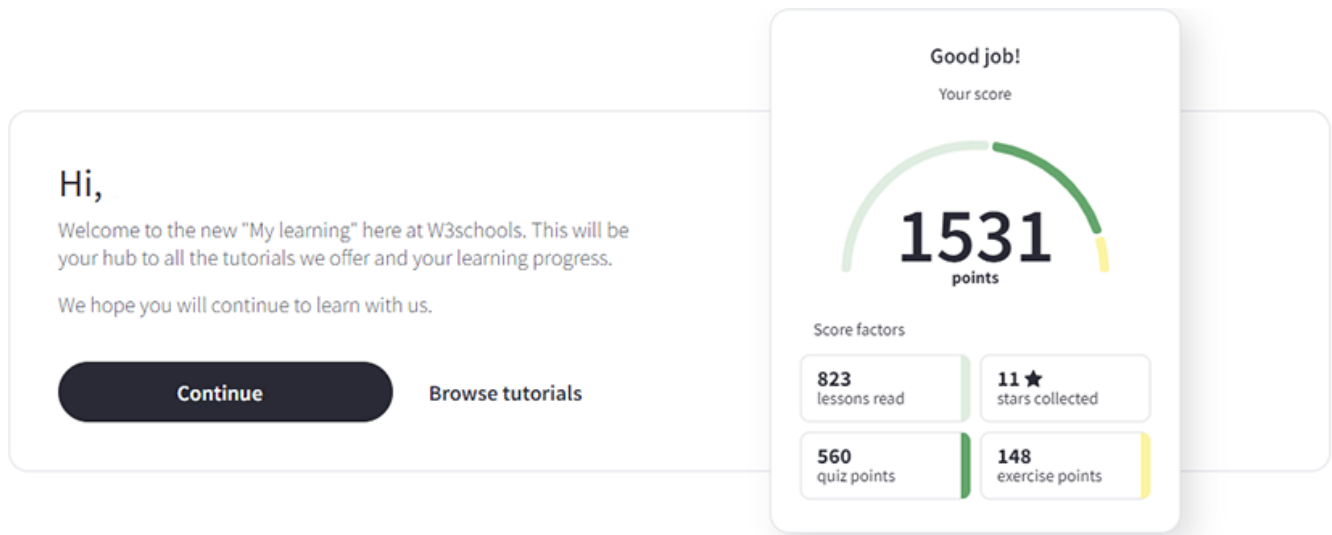 Hi,
Welcome to the new "My learning" here at W3schools. This will be
your hub to all the tutorials we offer and your learning progress.
We hope you will continue to learn with us.
Continue
Browse tutorials
Good job!
Your score
1531
points
Score factors
823
lessons read
11 ★
stars collected
560
quiz points
148
exercise points